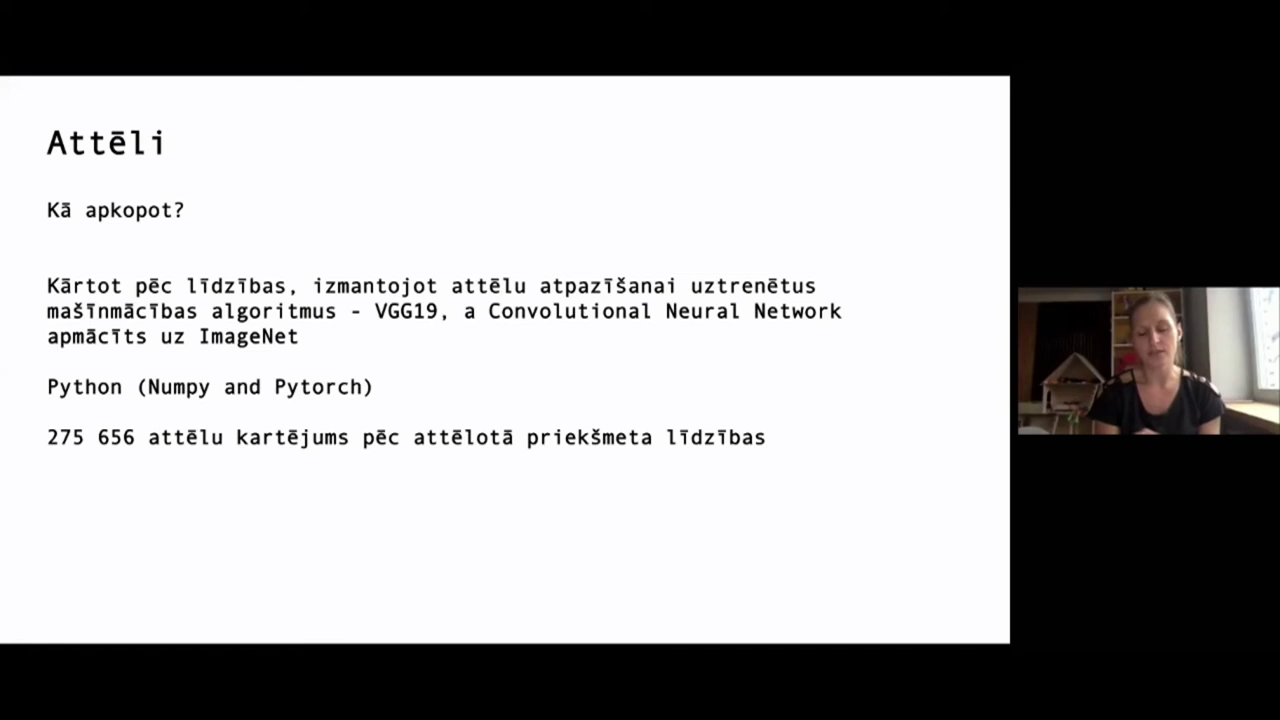 Attēli
Kā apkopot?
Kārtot pēc līdzības, izmantojot attēlu atpazīšanai uztrenētus
mašīnmācības algoritmus - VGG19, a Convolutional Neural Network
apmācīts uz ImageNet
Python (Numpy and Pytorch)
275 656 attēlu kartējums pēc attēlotā priekšmeta līdzības